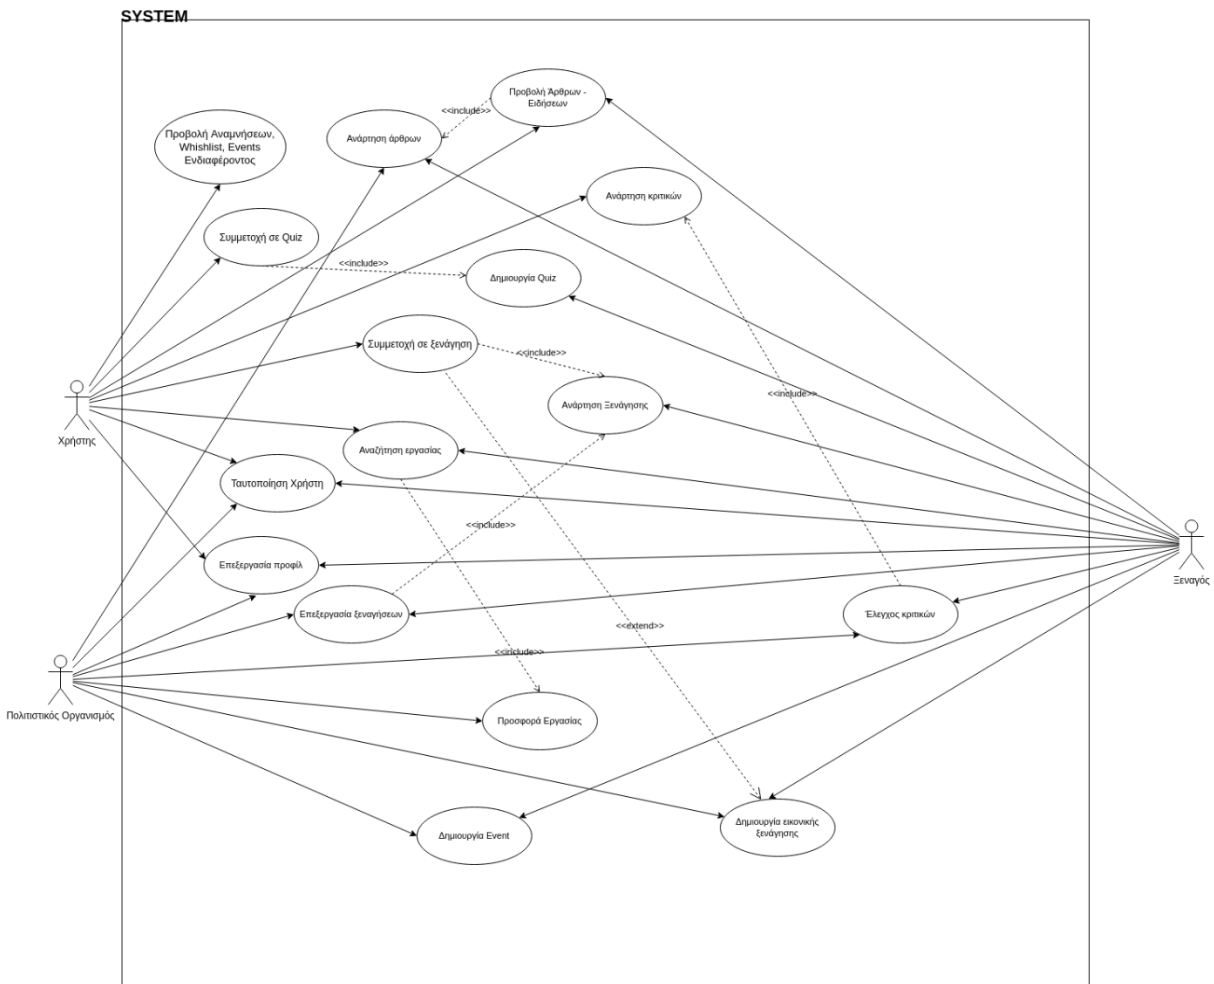 SYSTEM
Προβολή Άρθρων -
Ειδήσεων
<<include>>
Ανάρτηση άρθρων
Προβολή Αναμνήσεων,
Whishlist, Events
Ενδιαφέροντος
Ανάρτηση κριτικών
Συμμετοχή σε Quiz
<<include>>
Δημιουργία Quiz
Συμμετοχή σε ξενάγηση
<<include>>
<<include>>
Ανάρτηση Ξενάγησης
Χρήστης
Αναζήτηση εργασίας
Ταυτοποίηση Χρήστη
<<include>>
Επεξεργασία προφίλ
Ξεναγός
Επεξεργασία ξεναγήσεων
Έλεγχος κριτικών
<<extend>>
<<include>>
Πολιτιστικός Οργανισμός
Προσφορά Εργασίας
Δημιουργία εικονικής
ξενάγησης
Δημιουργία Event